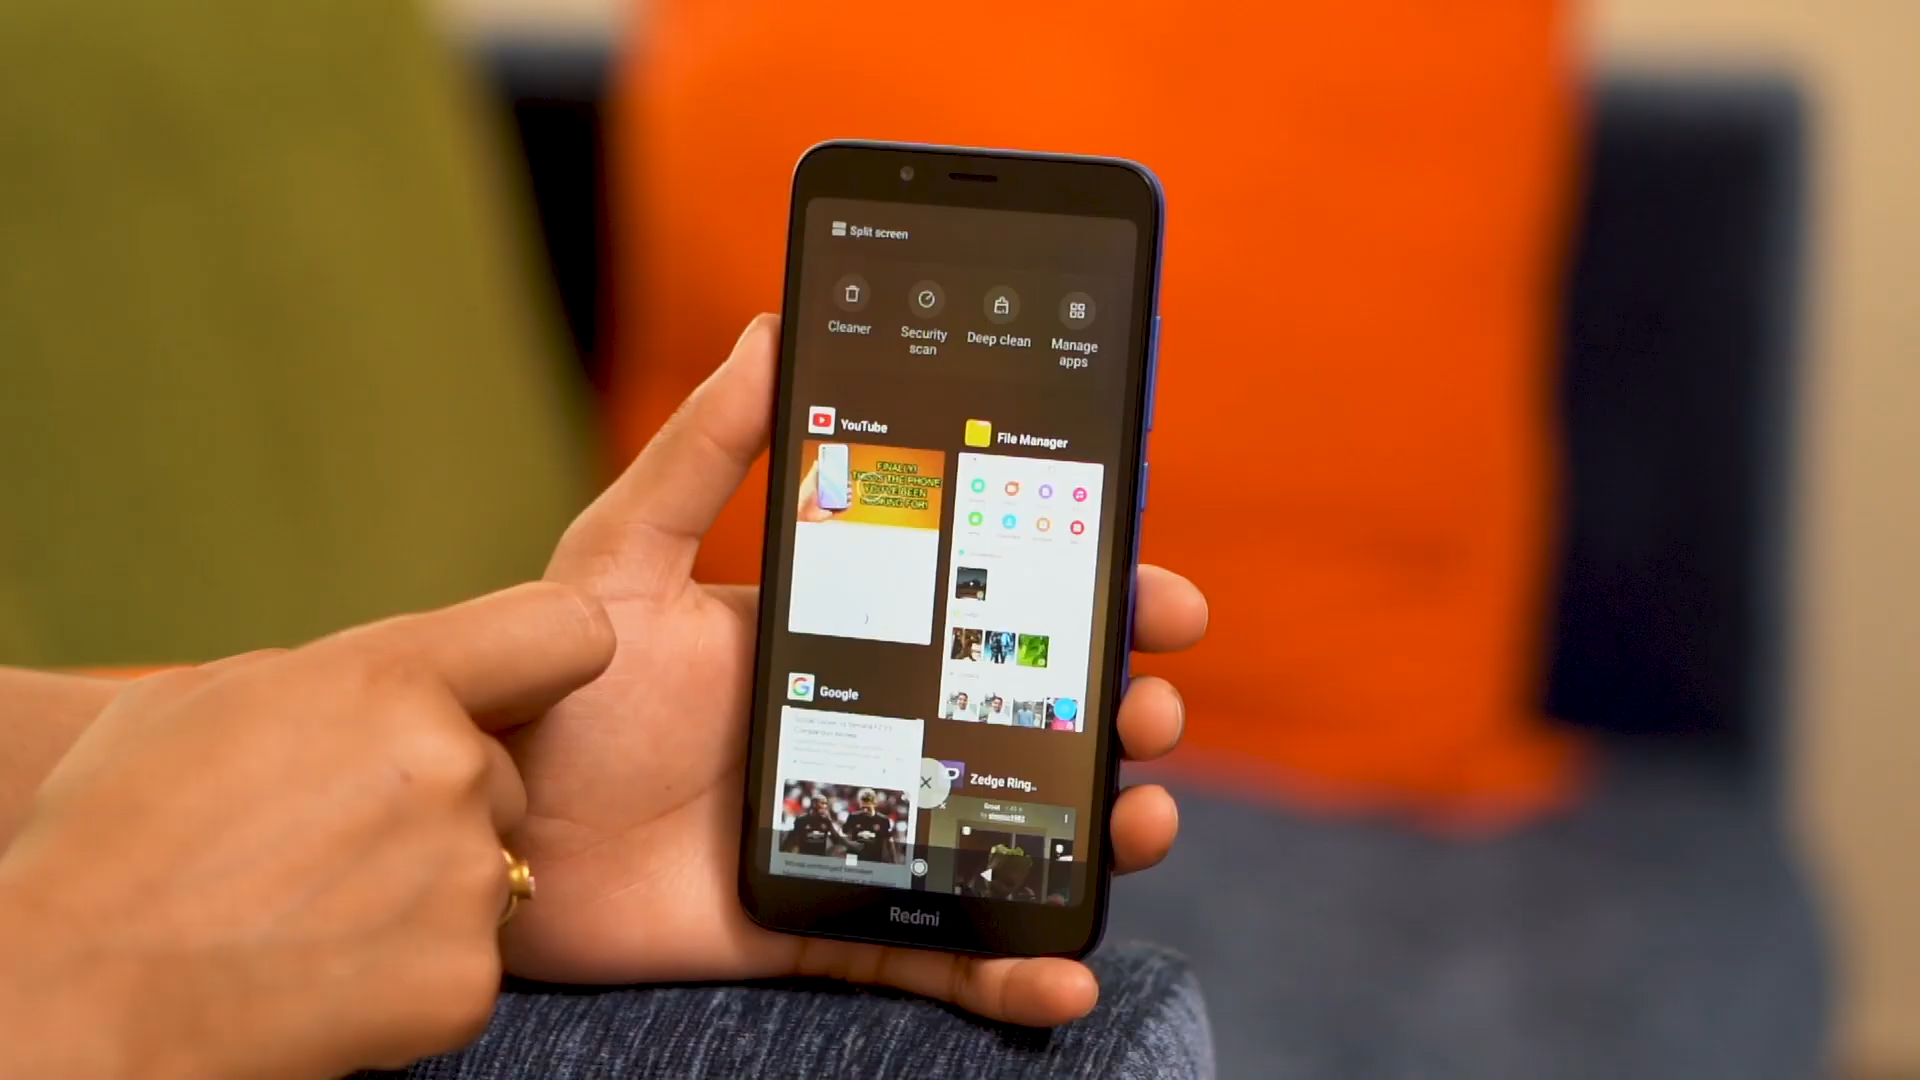 Split screen
Cleaner
Security
scan
Deep clean
Manage
apps
YouTube
File Manager
FINALLY!
THIS IS THE PHONE
YOU'VE BEEN
LOOKING FOR!
Google
Zedge Ring..
Redmi